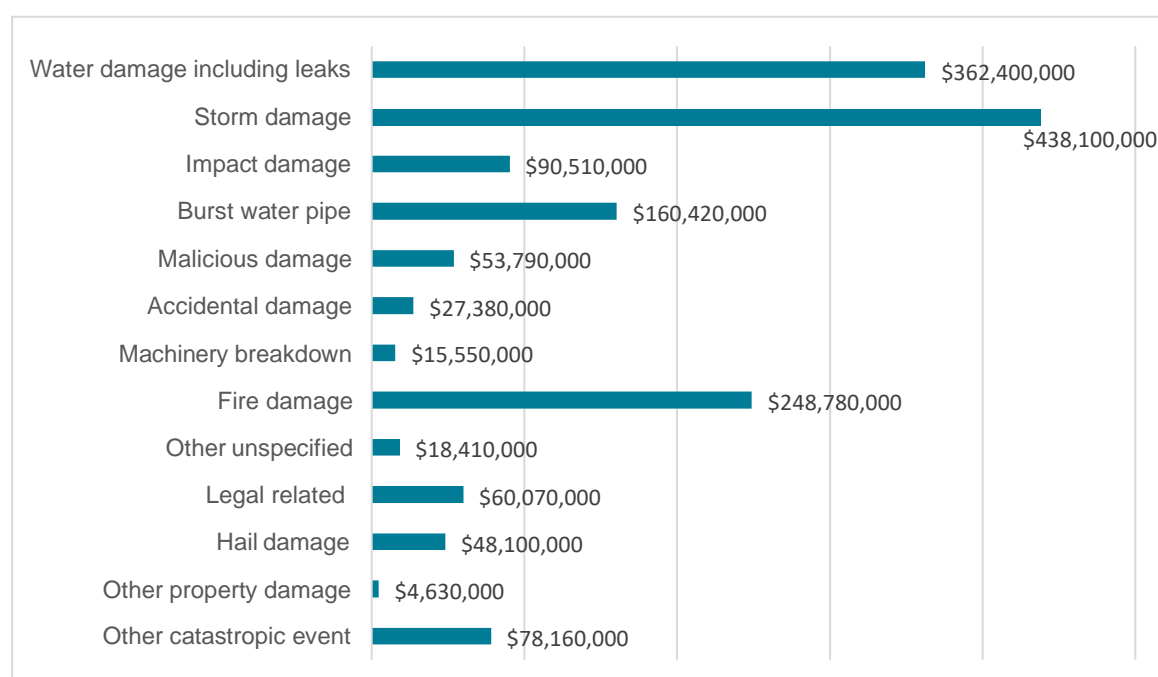 Water damage including leaks $362,400,000
Storm damage $438,100,000
Impact damage $90,510,000
Burst water pipe $160,420,000
Malicious damage $53,790,000
Accidental damage $27,380,000
Machinery breakdown $15,550,000
Fire damage $248,780,000
Other unspecified $18,410,000
Legal related $60,070,000
Hail damage $48,100,000
Other property damage $4,630,000
Other catastropic event $78,160,000